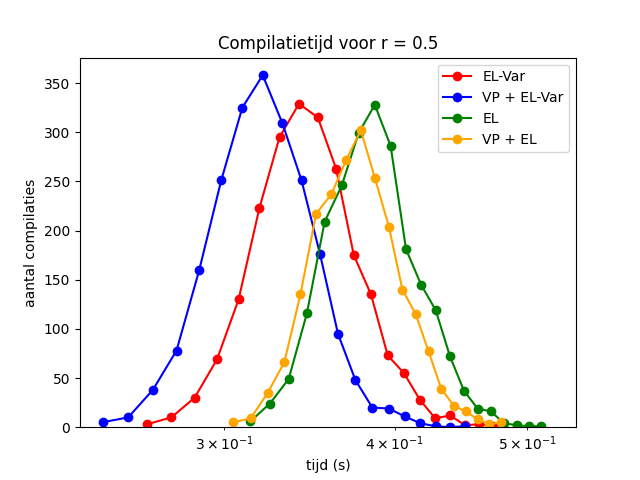 Compilatietijd voor r = 0.5
EL-Var
VP + EL-Var
EL
VP + EL
aantal compilaties
350
300
250
200
150
100
50
0
3 × 10⁻¹
4 × 10⁻¹
5 × 10⁻¹
tijd (s)